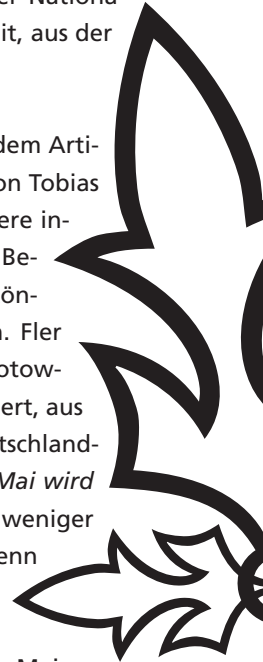 er Nationa
it, aus der
dem Arti-
on Tobias
ere in-
Be-
ön-
n. Fler
otow-
ert, aus
tschland-
Mai wird
weniger
enn